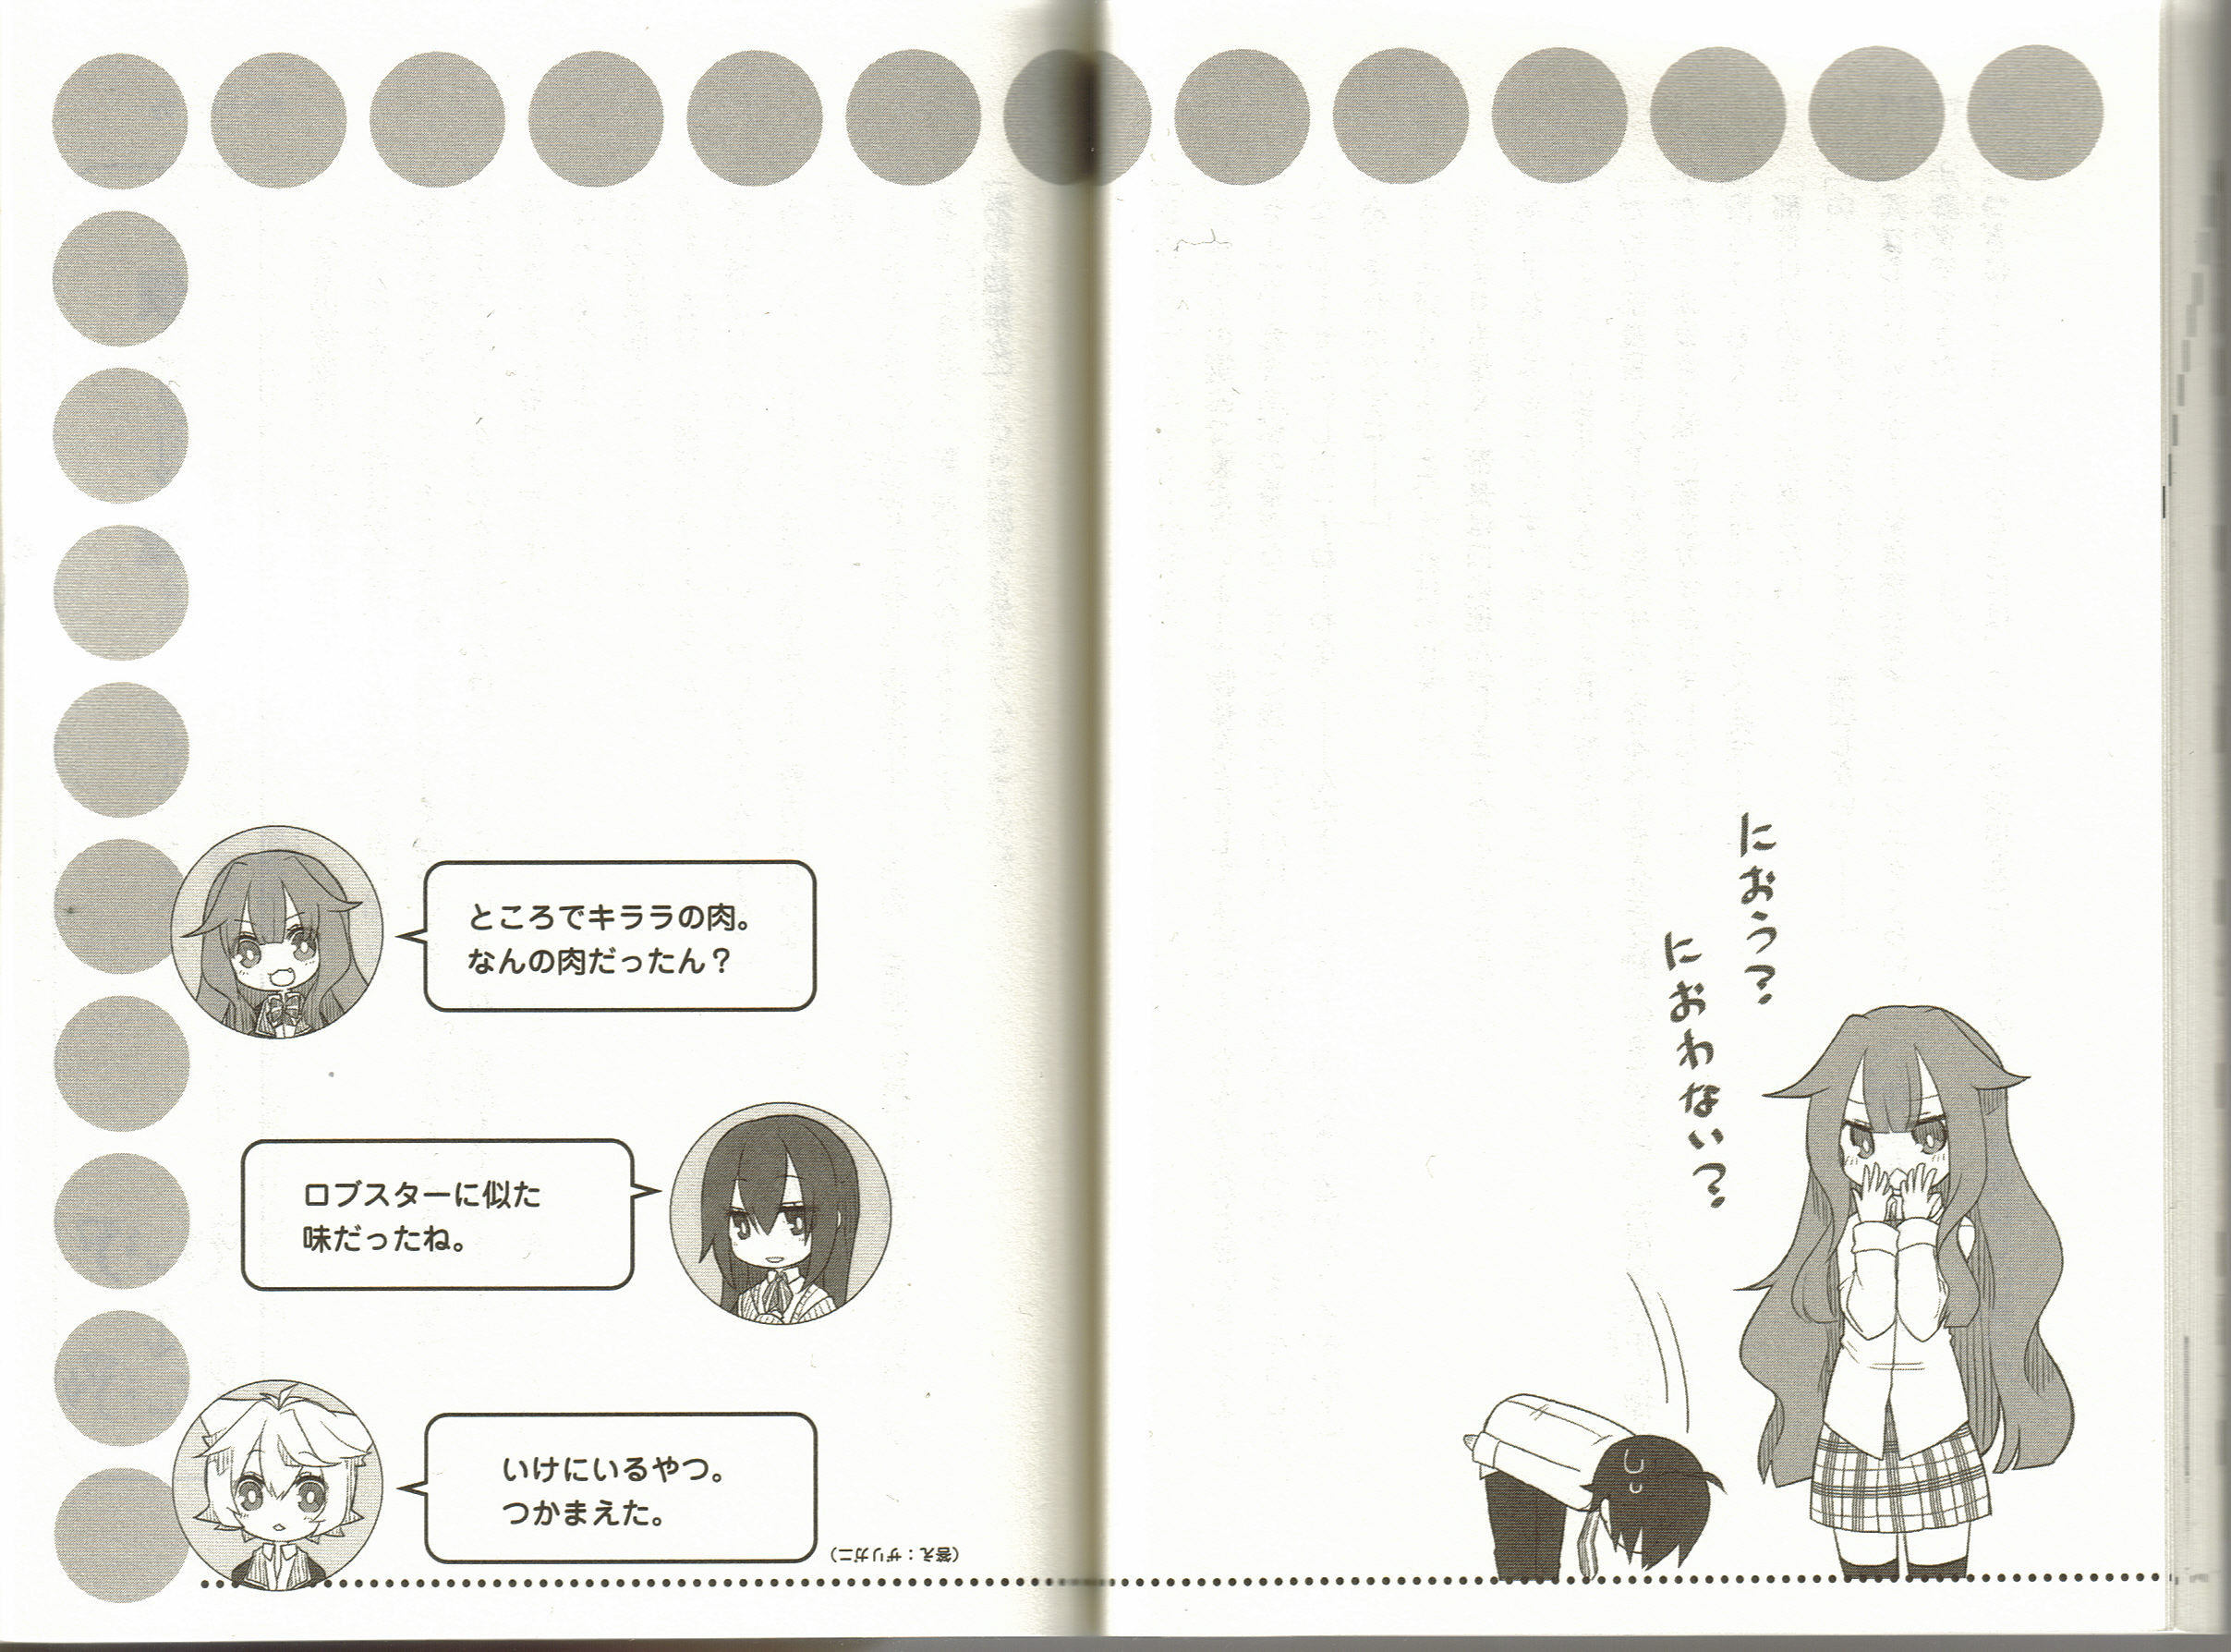 におう?
におわない?
ところでキララの肉。
なんの肉だったん?
ロブスターに似た
味だったね。
いけにいるやつ。
つかまえた。
(答え:ザリガニ)